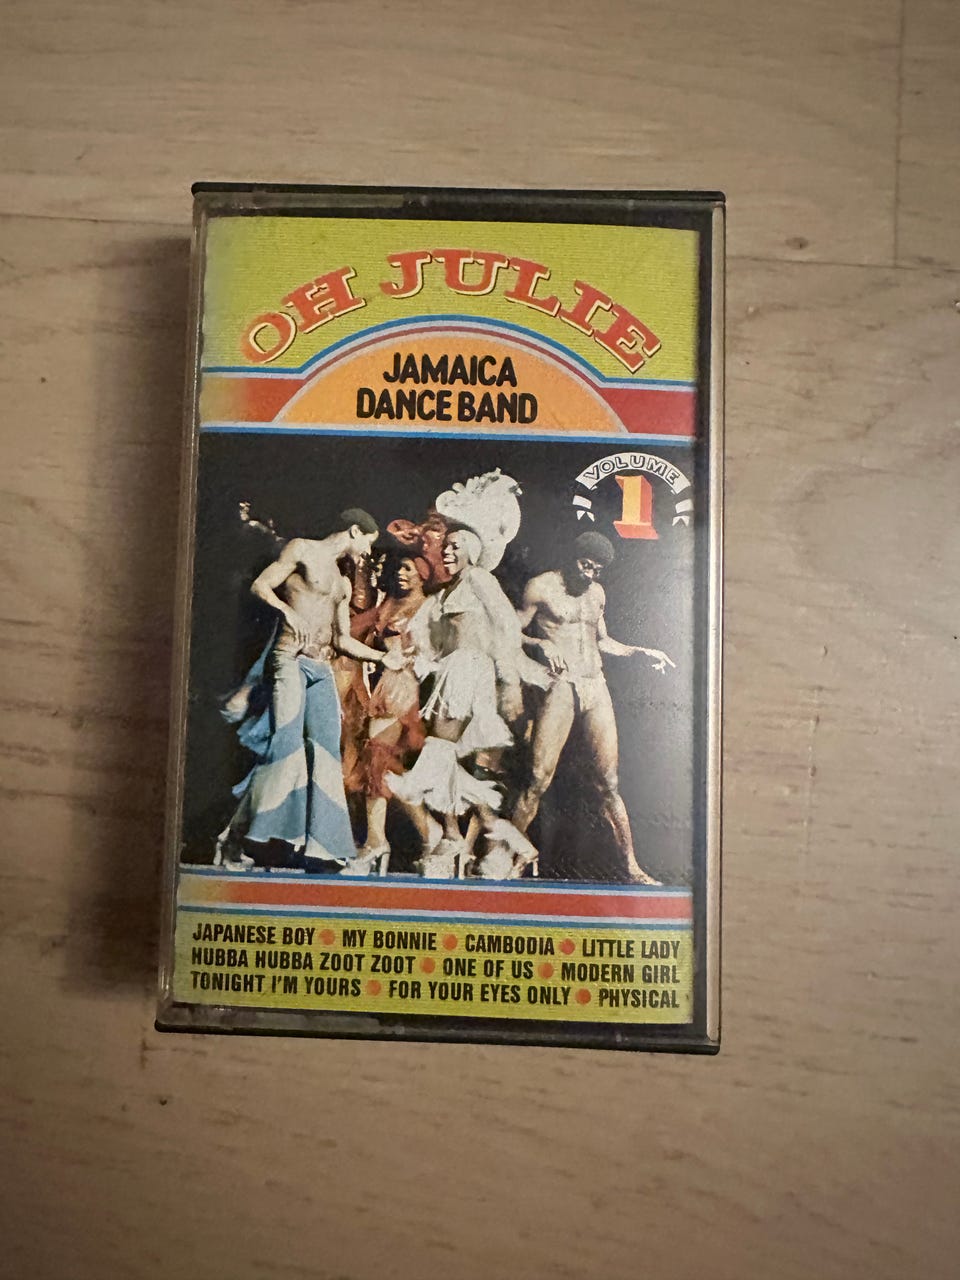 OH JULIE
JAMAICA
DANCE BAND
VOLUME
1
JAPANESE BOY • MY BONNIE • CAMBODIA • LITTLE LADY
HUBBA HUBBA ZOOT ZOOT • ONE OF US • MODERN GIRL
TONIGHT I'M YOURS • FOR YOUR EYES ONLY • PHYSICAL